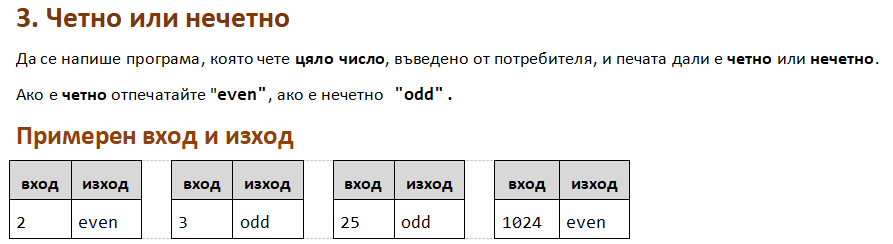 3. Четно или нечетно
Да се напише програма, която чете цяло число, въведено от потребителя, и печата дали е четно или нечетно.
Ако е четно отпечатайте "even", ако е нечетно "odd".
Примерен вход и изход
вход изход вход изход вход изход вход изход
2 even 3 odd 25 odd 1024 even